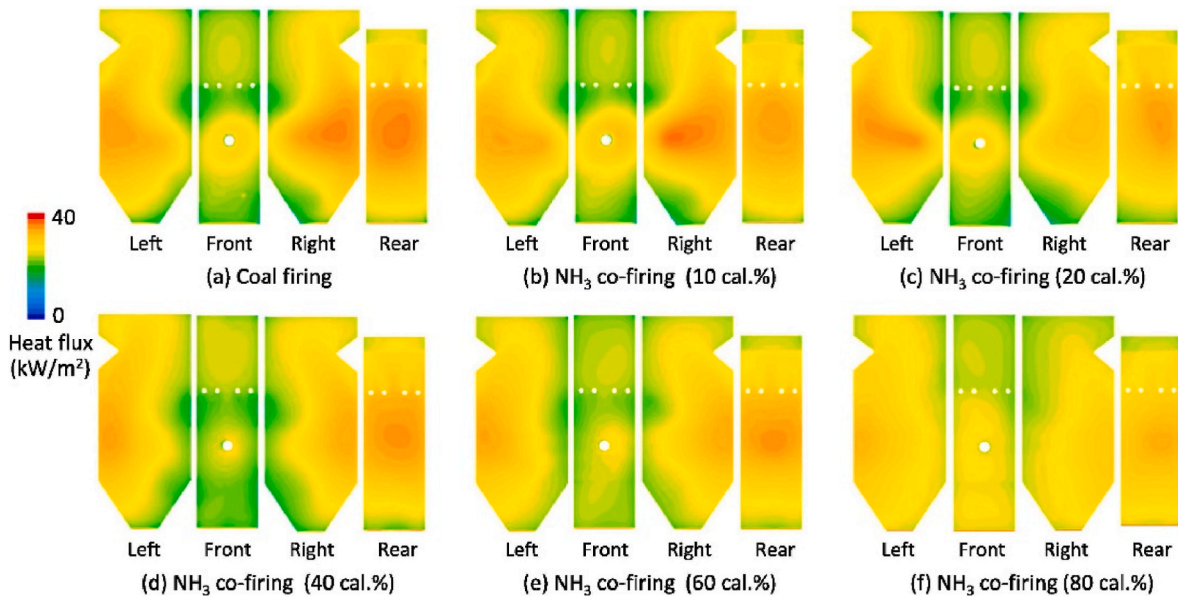 Left Front Right Rear Left Front Right Rear Left Front Right Rear
(a) Coal firing (b) NH₃ co-firing (10 cal.%) (c) NH₃ co-firing (20 cal.%)
40
0
Heat flux
(kW/m²)
Left Front Right Rear Left Front Right Rear Left Front Right Rear
(d) NH₃ co-firing (40 cal.%) (e) NH₃ co-firing (60 cal.%) (f) NH₃ co-firing (80 cal.%)